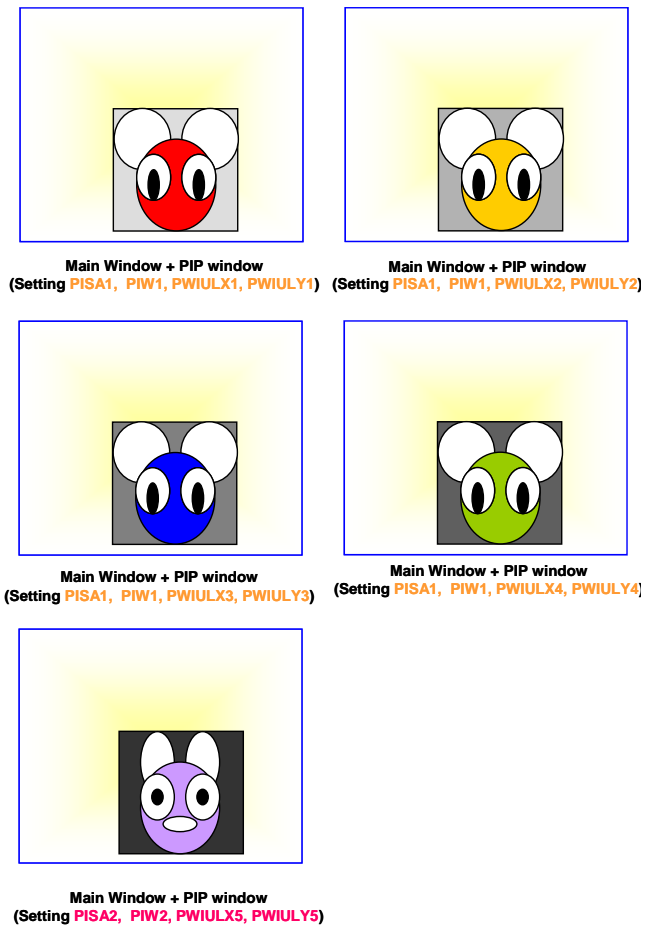 Main Window + PIP window
(Setting PISA1, PIW1, PWIULX1, PWIULY1)
Main Window + PIP window
(Setting PISA1, PIW1, PWIULX2, PWIULY2)
Main Window + PIP window
(Setting PISA1, PIW1, PWIULX3, PWIULY3)
Main Window + PIP window
(Setting PISA1, PIW1, PWIULX4, PWIULY4)
Main Window + PIP window
(Setting PISA2, PIW2, PWIULX5, PWIULY5)